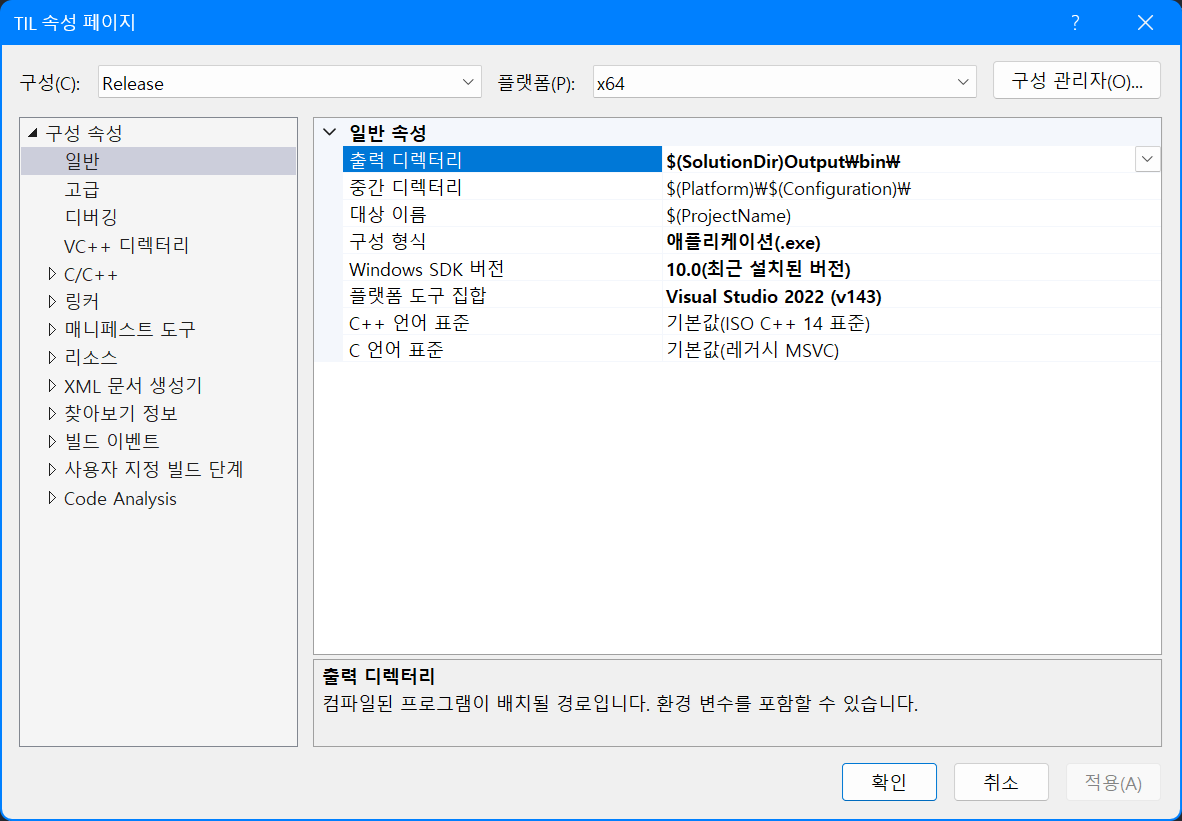 TIL 속성 페이지
?
구성(C): Release 플랫폼(P): x64 구성 관리자(O)...
구성 속성
일반
고급
디버깅
VC++ 디렉터리
C/C++
링커
매니페스트 도구
리소스
XML 문서 생성기
찾아보기 정보
빌드 이벤트
사용자 지정 빌드 단계
Code Analysis
일반 속성
출력 디렉터리 $(SolutionDir)Output₩bin₩
중간 디렉터리 $(Platform)₩$(Configuration)₩
대상 이름 $(ProjectName)
구성 형식 애플리케이션(.exe)
Windows SDK 버전 10.0(최근 설치된 버전)
플랫폼 도구 집합 Visual Studio 2022 (v143)
C++ 언어 표준 기본값(ISO C++ 14 표준)
C 언어 표준 기본값(레거시 MSVC)
출력 디렉터리
컴파일된 프로그램이 배치될 경로입니다. 환경 변수를 포함할 수 있습니다.
확인 취소 적용(A)